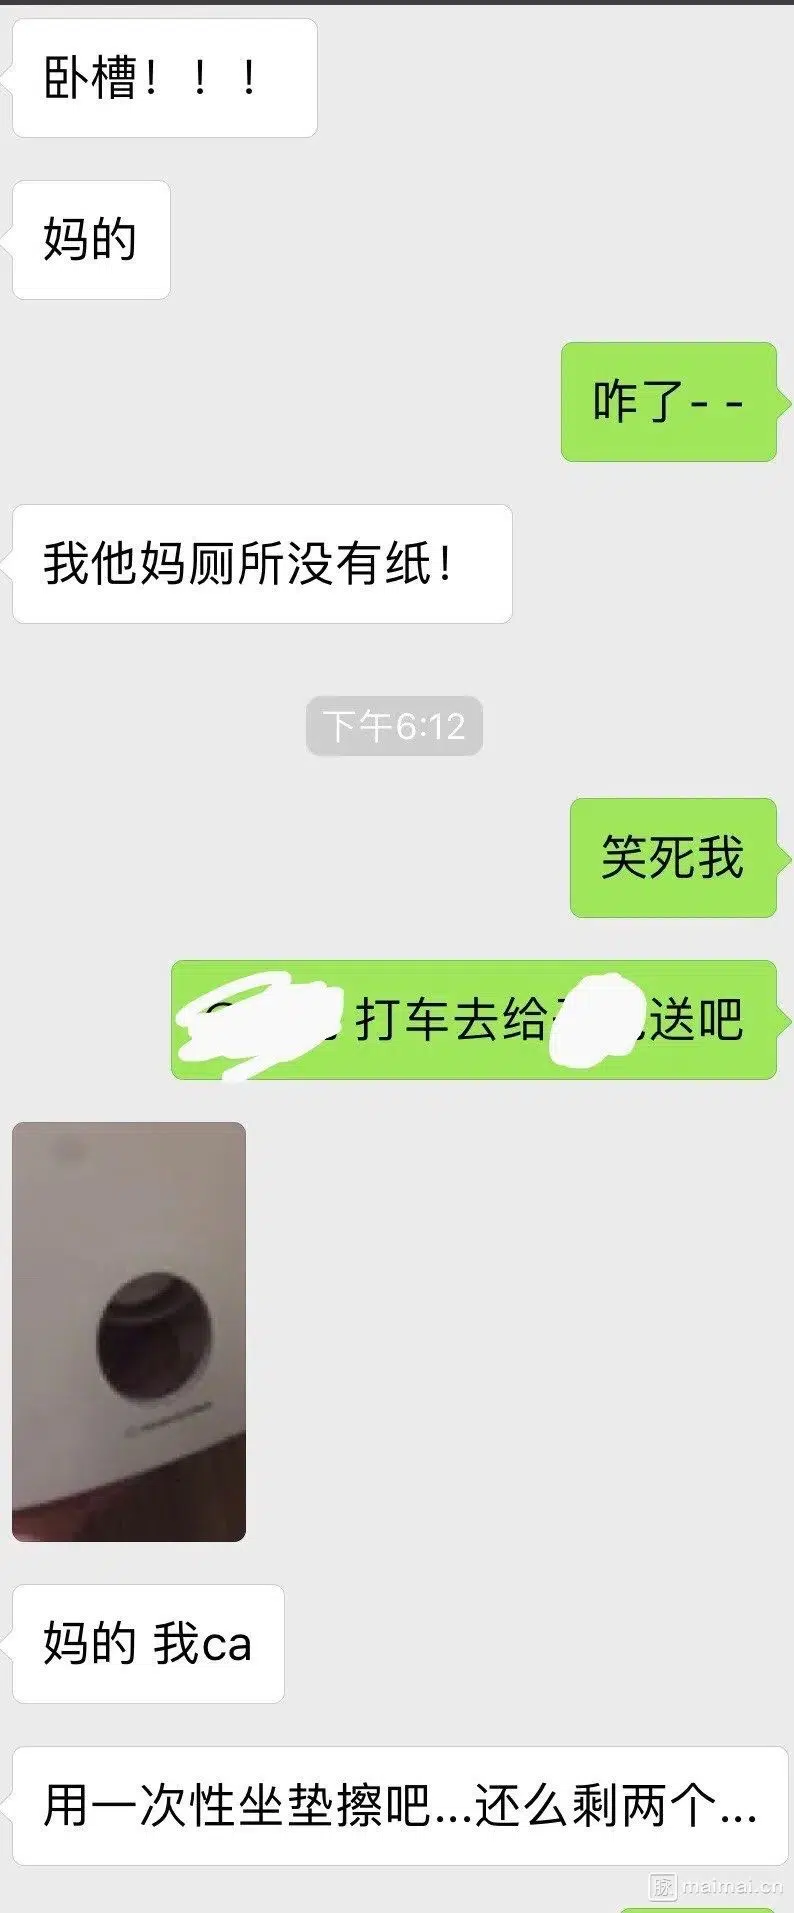 卧槽！！！
妈的
咋了- -
我他妈厕所没有纸！
下午6:12
笑死我
打车去给 送吧
妈的 我ca
用一次性坐垫擦吧...还么剩两个...
脉 maimai.cn